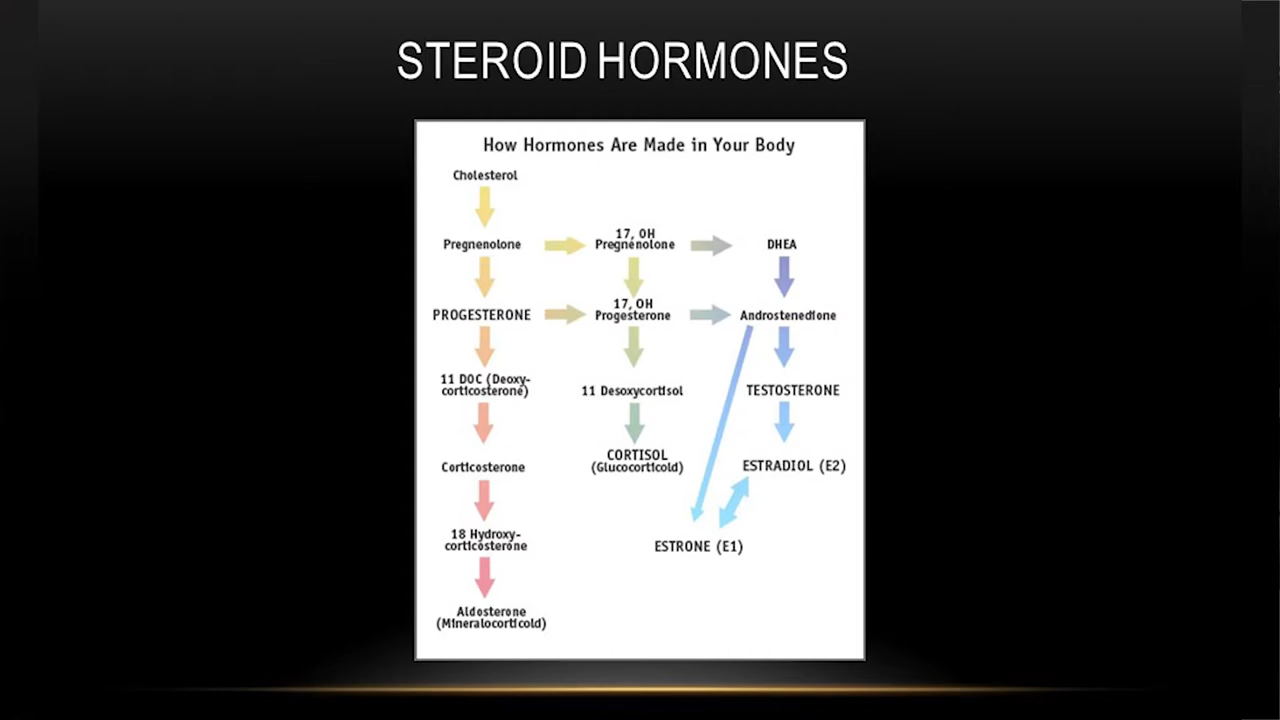 STEROID HORMONES
How Hormones Are Made in Your Body
Cholesterol
Pregnenolone
17, OH
Pregnenolone
DHEA
PROGESTERONE
17, OH
Progesterone
Androstenedione
11 DOC (Deoxy-
corticosterone)
11 Desoxycortisol
TESTOSTERONE
Corticosterone
CORTISOL
(Glucocorticoid)
ESTRADIOL (E2)
18 Hydroxy-
corticosterone
ESTRONE (E1)
Aldosterone
(Mineralocorticoid)